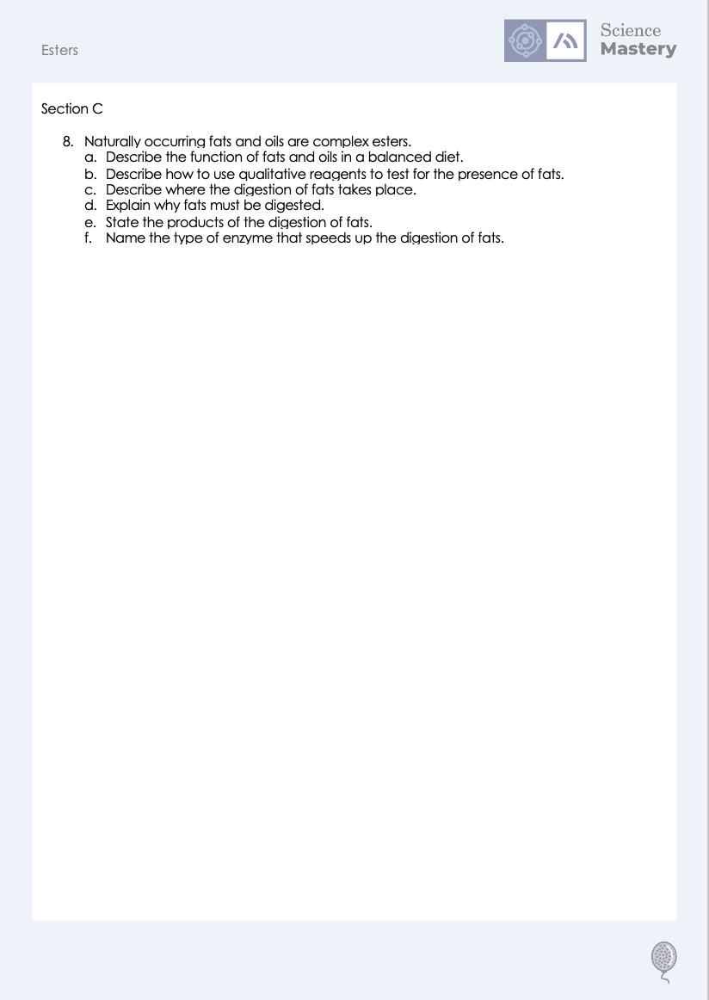 Esters
Science
Mastery
Section C
8. Naturally occurring fats and oils are complex esters.
a. Describe the function of fats and oils in a balanced diet.
b. Describe how to use qualitative reagents to test for the presence of fats.
c. Describe where the digestion of fats takes place.
d. Explain why fats must be digested.
e. State the products of the digestion of fats.
f. Name the type of enzyme that speeds up the digestion of fats.